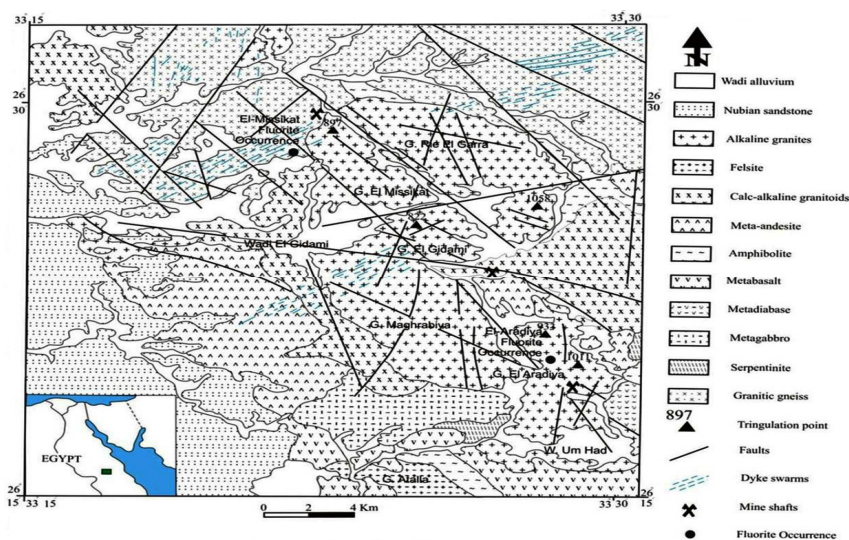 33 15
33 30
26
30
26
30
El-Missikat
Fluorite
Occurrence
897
G. Rie El Garra
G. El Missikat
1058
Wadi El Gidami
G. El Gidami
G. Maghrabiya
El-Aradiya
Fluorite
Occurrence
G. El Aradiya
W. Um Had
G. Atalla
EGYPT
26
15
33 15
26
15
33 30
0 2 4 Km
N
Wadi alluvium
Nubian sandstone
Alkaline granites
Felsite
Calc-alkaline granitoids
Meta-andesite
Amphibolite
Metabasalt
Metadiabase
Metagabbro
Serpentinite
Granitic gneiss
897
Tringulation point
Faults
Dyke swarms
Mine shafts
Fluorite Occurrence